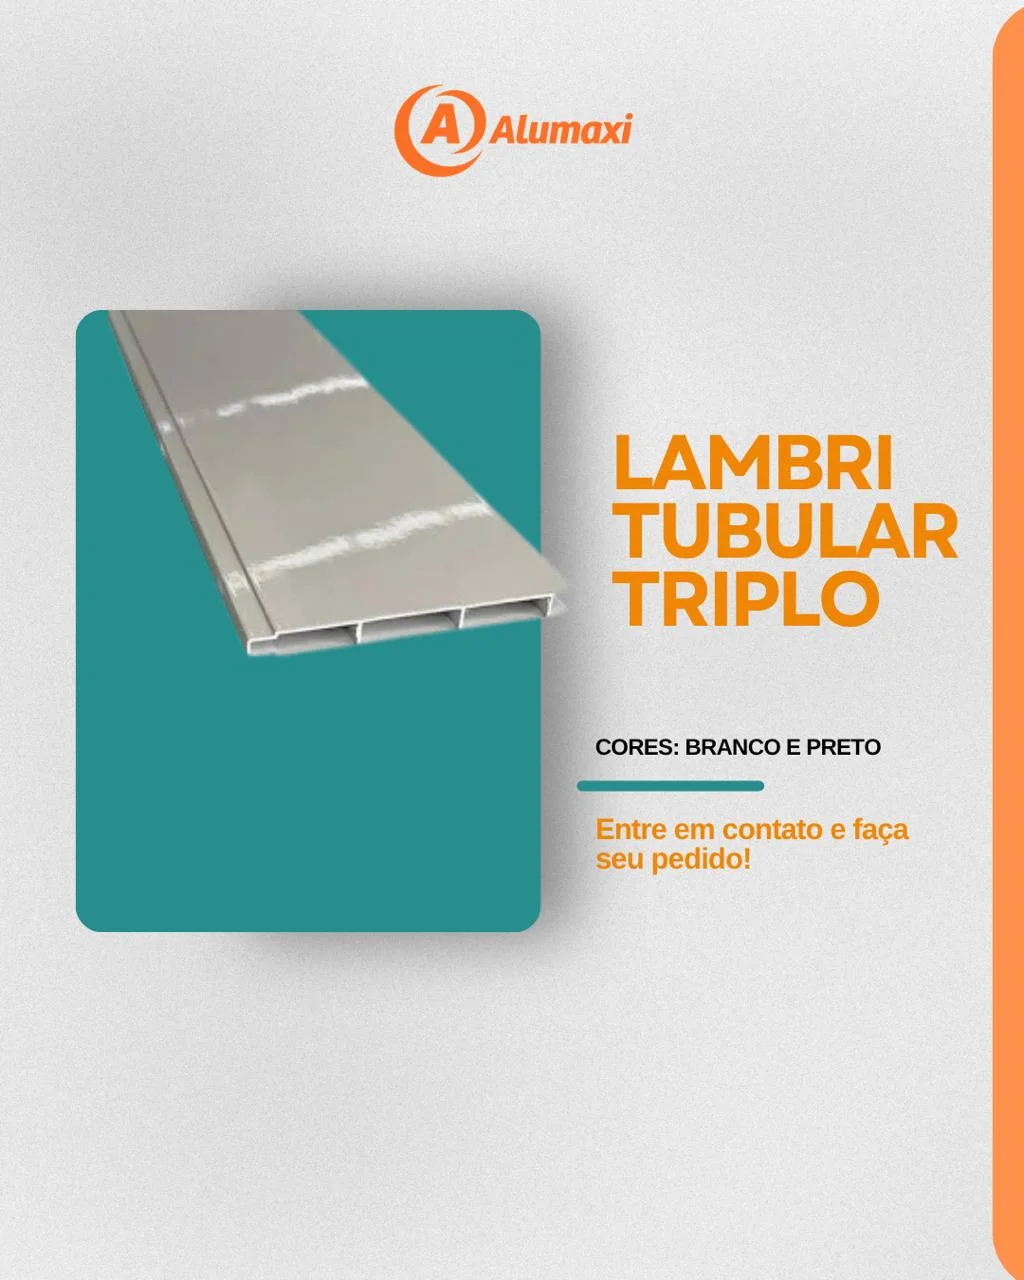 A Alumaxi
LAMBRI
TUBULAR
TRIPLO
CORES: BRANCO E PRETO
Entre em contato e faça
seu pedido!